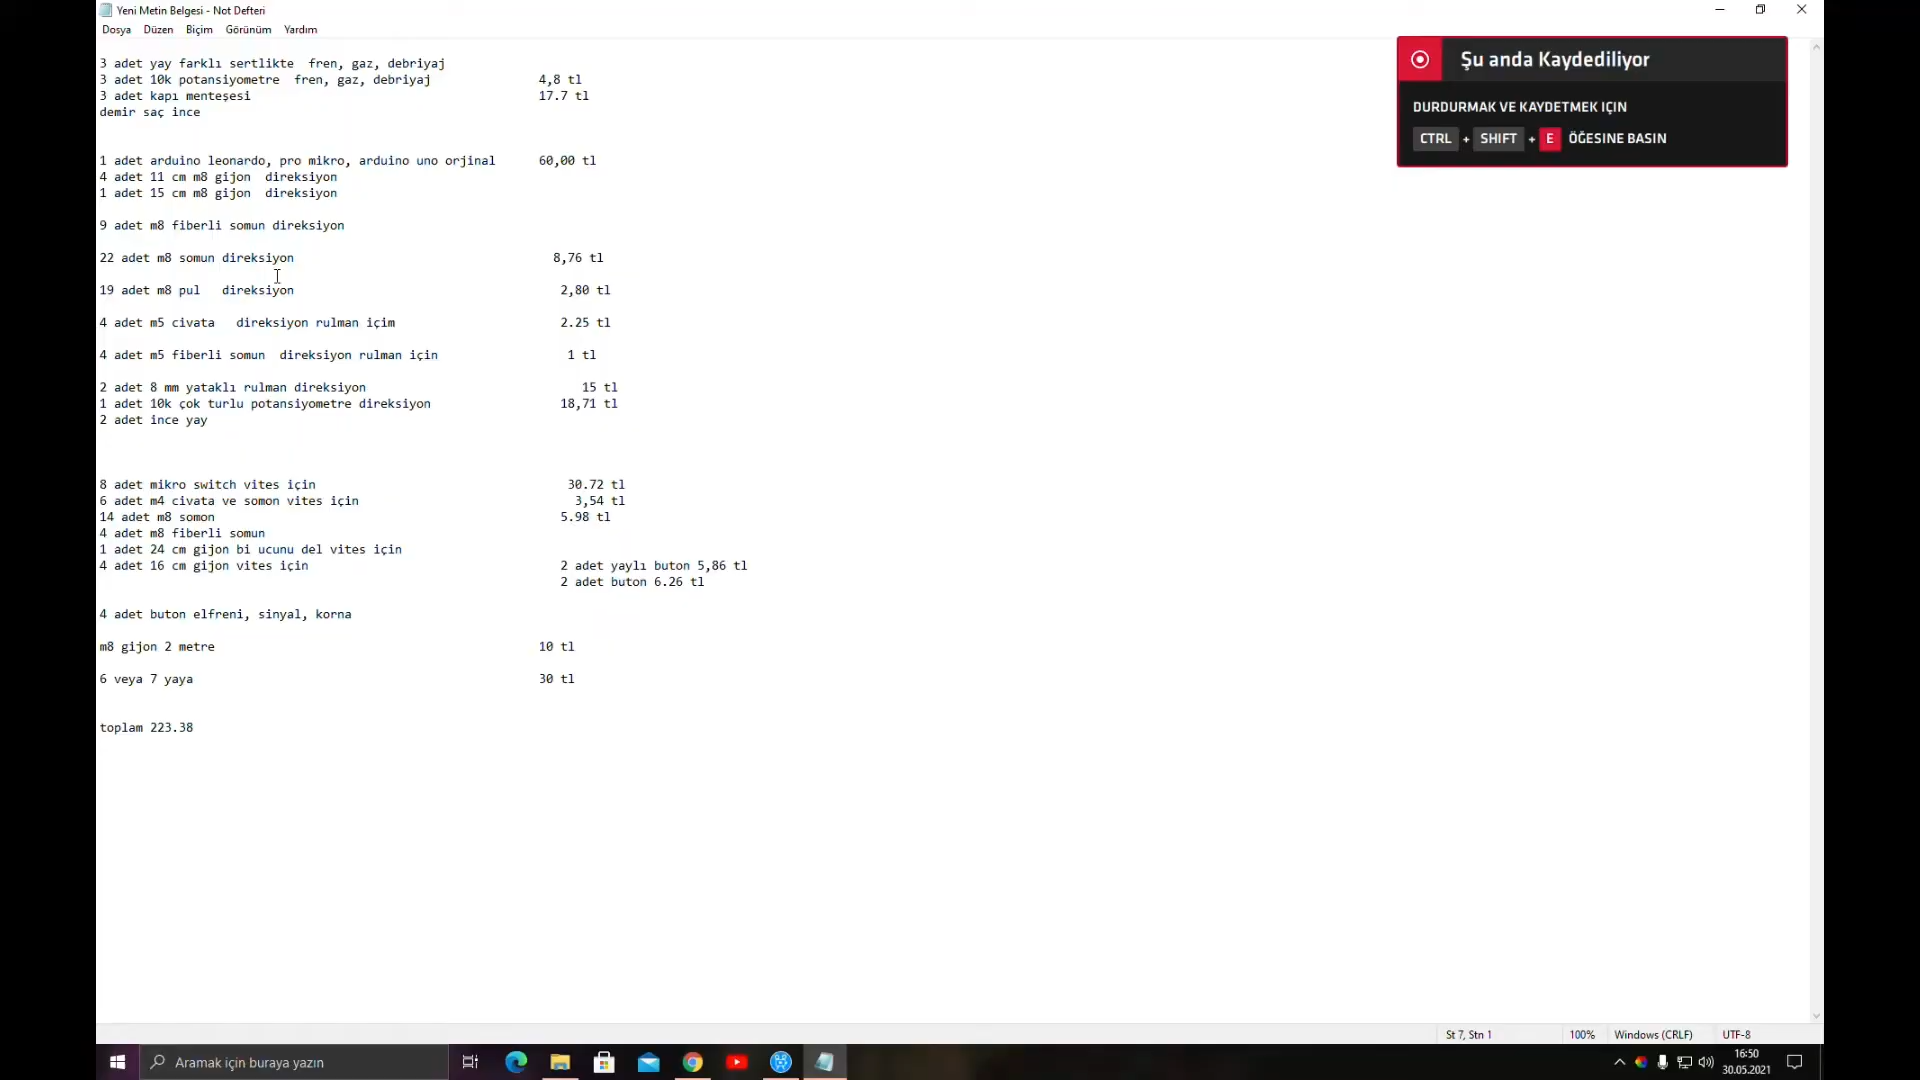 Yeni Metin Belgesi - Not Defteri
Dosya Düzen Biçim Görünüm Yardım
Şu anda Kaydediliyor
DURDURMAK VE KAYDETMEK IÇIN
CTRL + SHIFT + E ÖĞESINE BASIN
3 adet yay farklı sertlikte fren, gaz, debriyaj
3 adet 10k potansiyometre fren, gaz, debriyaj 4,8 tl
3 adet kapı menteşesi 17.7 tl
demir saç ince
1 adet arduino leonardo, pro mikro, arduino uno orjinal 60,00 tl
4 adet 11 cm m8 gijon direksiyon
1 adet 15 cm m8 gijon direksiyon
9 adet m8 fiberli somun direksiyon
22 adet m8 somun direksiyon 8,76 tl
19 adet m8 pul direksiyon 2,80 tl
4 adet m5 civata direksiyon rulman içim 2.25 tl
4 adet m5 fiberli somun direksiyon rulman için 1 tl
2 adet 8 mm yataklı rulman direksiyon 15 tl
1 adet 10k çok turlu potansiyometre direksiyon 18,71 tl
2 adet ince yay
8 adet mikro switch vites için 30.72 tl
6 adet m4 civata ve somon vites için 3,54 tl
14 adet m8 somon 5.98 tl
4 adet m8 fiberli somun
1 adet 24 cm gijon bi ucunu del vites için
4 adet 16 cm gijon vites için 2 adet yaylı buton 5,86 tl
2 adet buton 6.26 tl
4 adet buton elfreni, sinyal, korna
m8 gijon 2 metre 10 tl
6 veya 7 yaya 30 tl
toplam 223.38
St 7, Stn 1 100% Windows (CRLF) UTF-8
Aramak için buraya yazın
16:50
30.05.2021